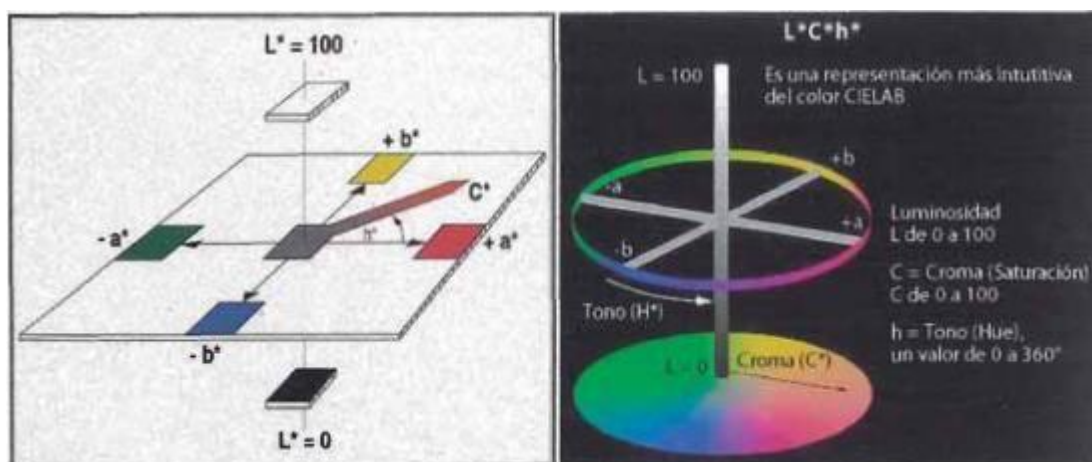 L* = 100
+ b*
C*
h*
- a*
+ a*
- b*
L* = 0
L*C*h*
L = 100
Es una representación más intutitiva
del color CIELAB
+b
-a
+a
-b
Luminosidad
L de 0 a 100
Tono (H*)
C = Croma (Saturación)
C de 0 a 100
h = Tono (Hue),
un valor de 0 a 360°
L = 0
Croma (C*)